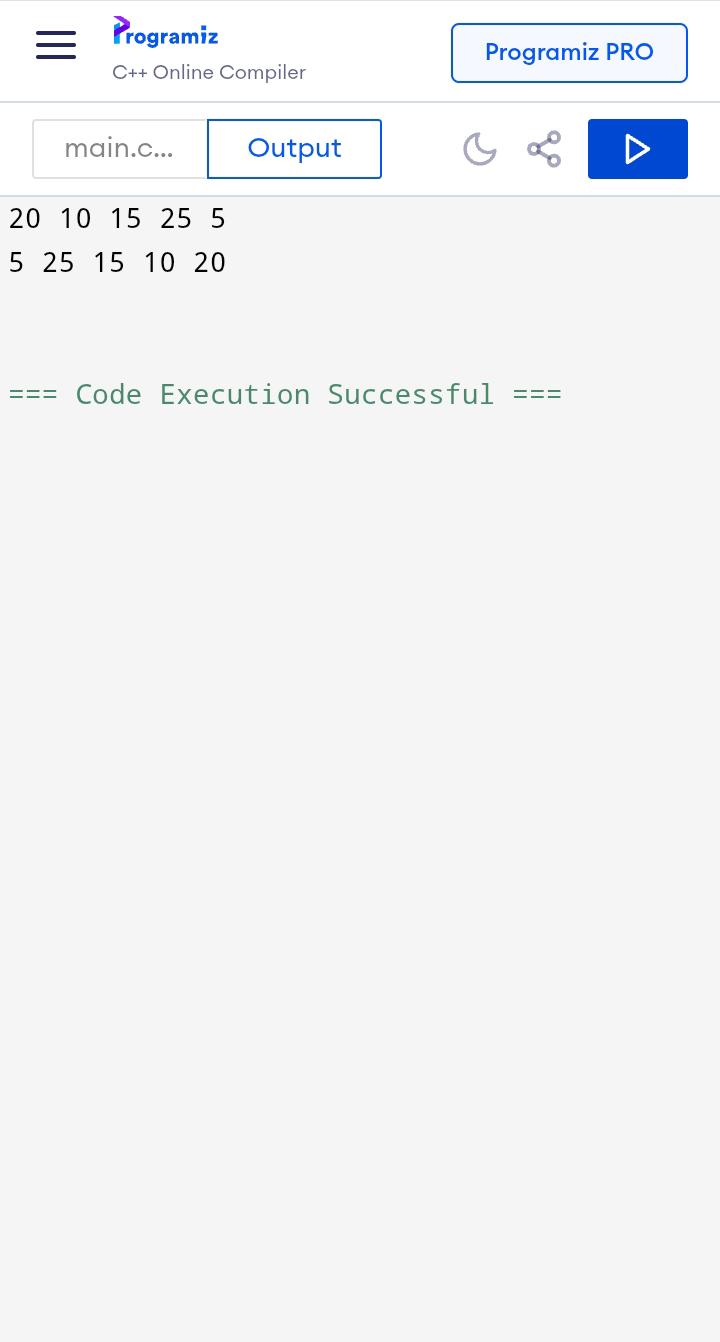 Programiz
C++ Online Compiler
Programiz PRO
main.c...
Output
20 10 15 25 5
5 25 15 10 20
=== Code Execution Successful ===